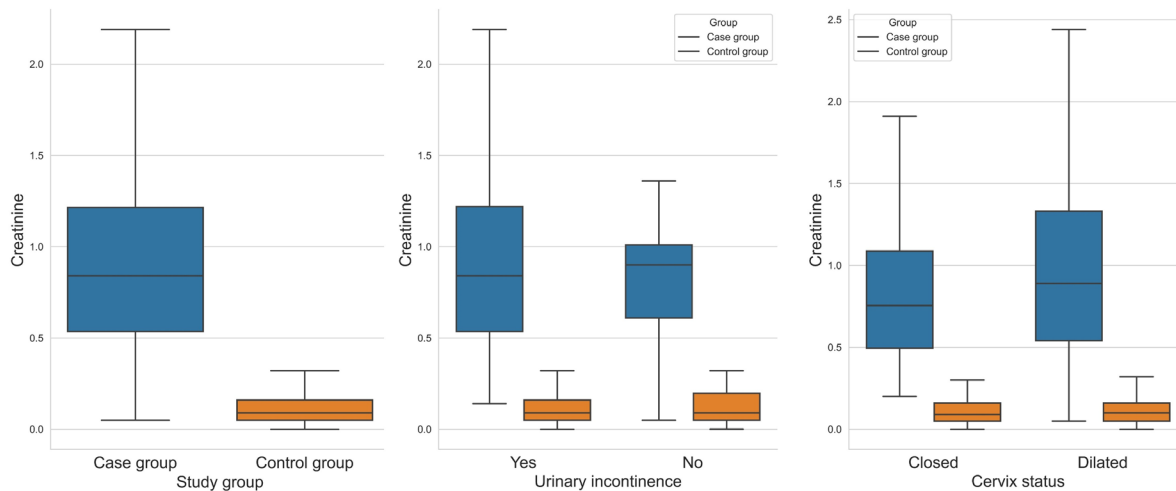 Creatinine
2.0
1.5
1.0
0.5
0.0
Case group
Control group
Study group
Creatinine
2.0
1.5
1.0
0.5
0.0
Group
Case group
Control group
Yes
No
Urinary incontinence
Creatinine
2.5
2.0
1.5
1.0
0.5
0.0
Group
Case group
Control group
Closed
Dilated
Cervix status